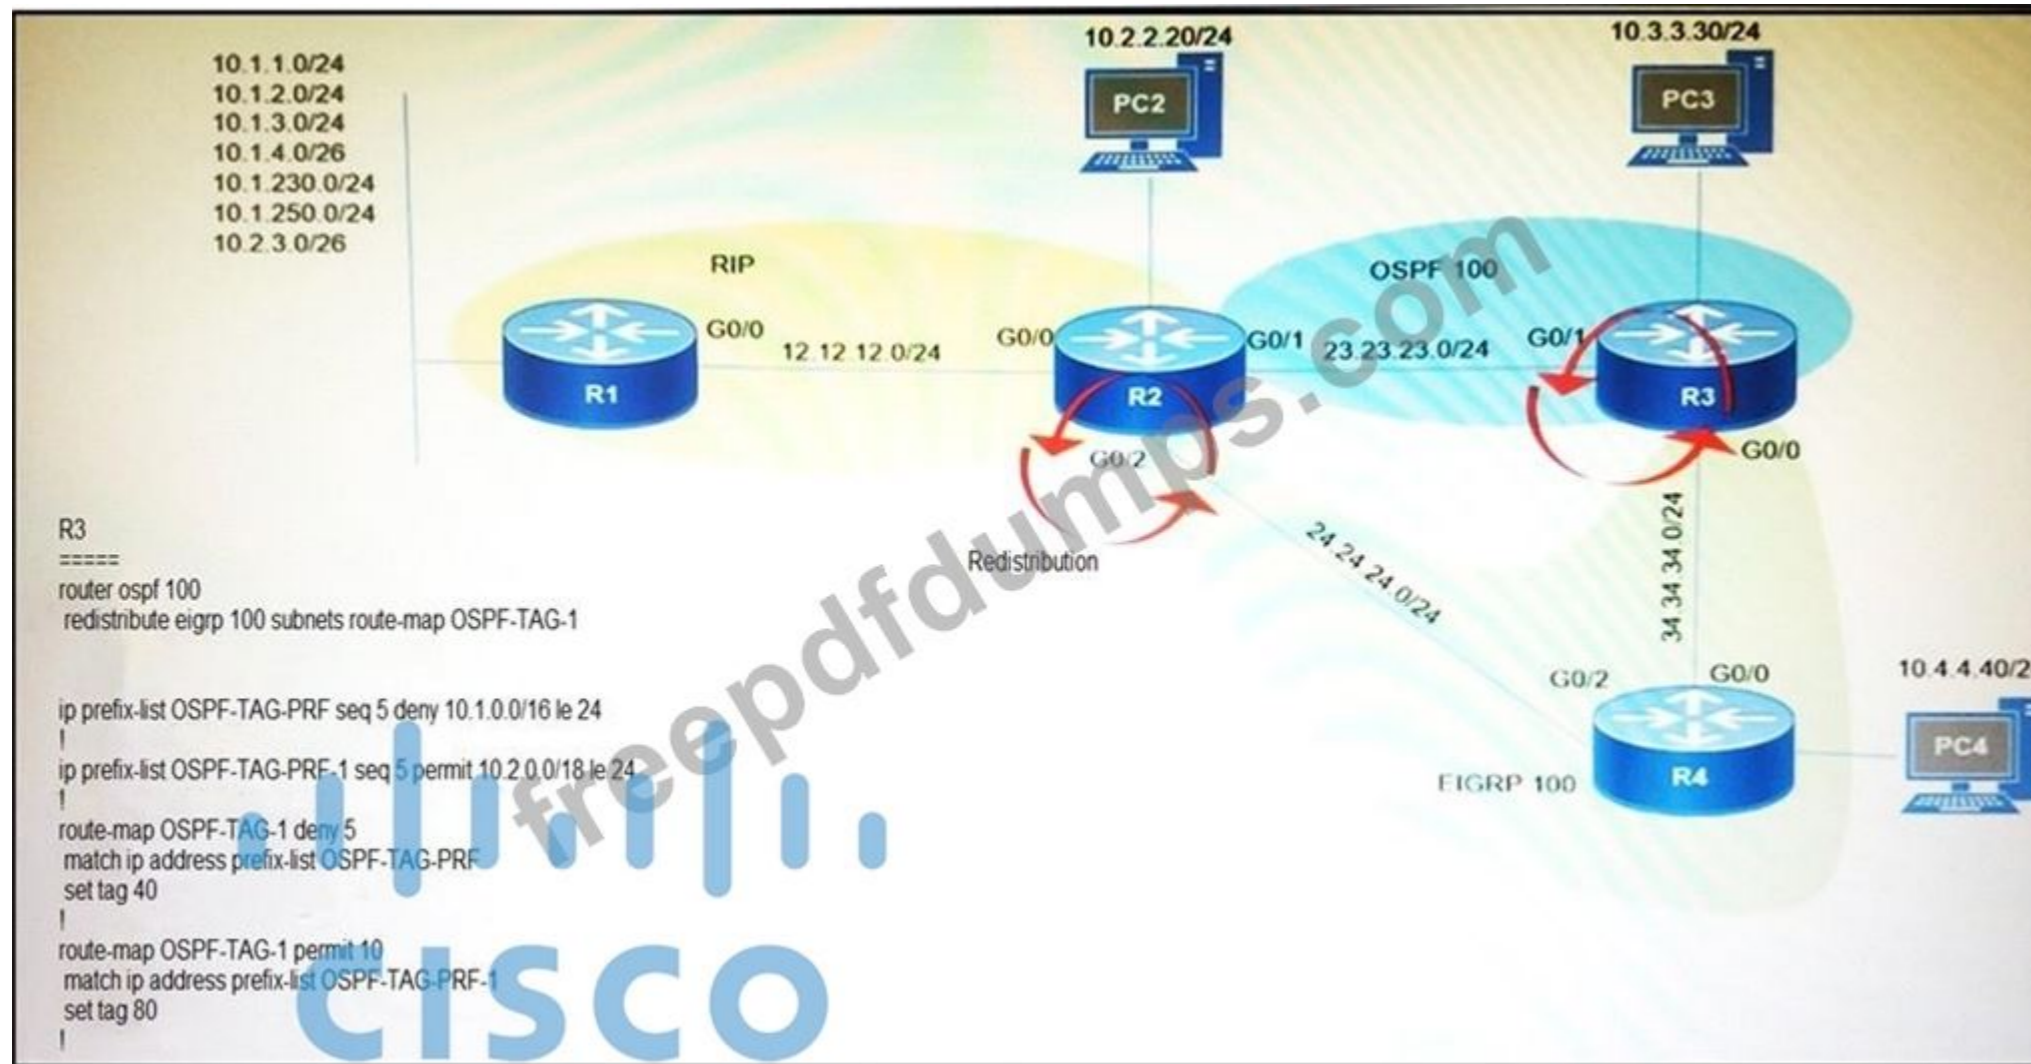 10.1.1.0/24
10.1.2.0/24
10.1.3.0/24
10.1.4.0/26
10.1.230.0/24
10.1.250.0/24
10.2.3.0/26
10.2.2.20/24
PC2
10.3.3.30/24
PC3
RIP
OSPF 100
G0/0
12.12.12.0/24
G0/0
G0/1
23.23.23.0/24
G0/1
R1
R2
R3
G0/2
G0/0
Redistribution
24.24.24.0/24
34.34.34.0/24
G0/2
G0/0
10.4.4.40/2
PC4
R4
EIGRP 100
R3
=====
router ospf 100
redistribute eigrp 100 subnets route-map OSPF-TAG-1
ip prefix-list OSPF-TAG-PRF seq 5 deny 10.1.0.0/16 le 24
!
ip prefix-list OSPF-TAG-PRF-1 seq 5 permit 10.2.0.0/18 le 24
!
route-map OSPF-TAG-1 deny 5
match ip address prefix-list OSPF-TAG-PRF
set tag 40
!
route-map OSPF-TAG-1 permit 10
match ip address prefix-list OSPF-TAG-PRF-1
set tag 80
!
freepdfdumps.com
CISCO